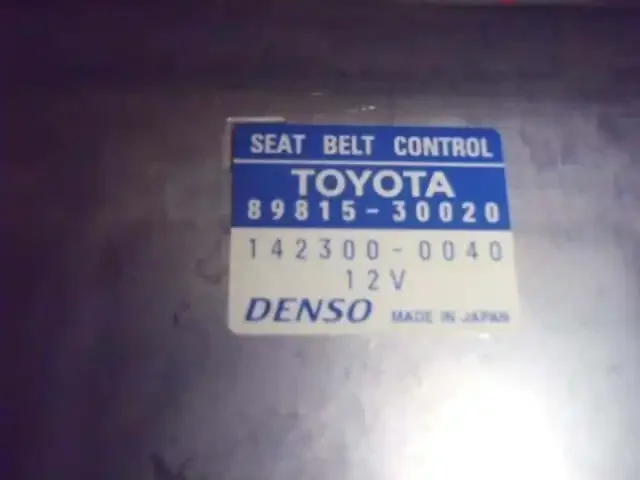 SEAT BELT CONTROL
TOYOTA
89815-30020
142300-0040
12V
DENSO MADE IN JAPAN